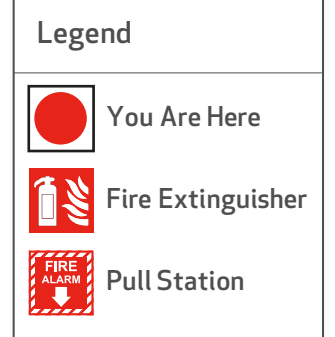 Legend
You Are Here
Fire Extinguisher
FIRE
ALARM
Pull Station